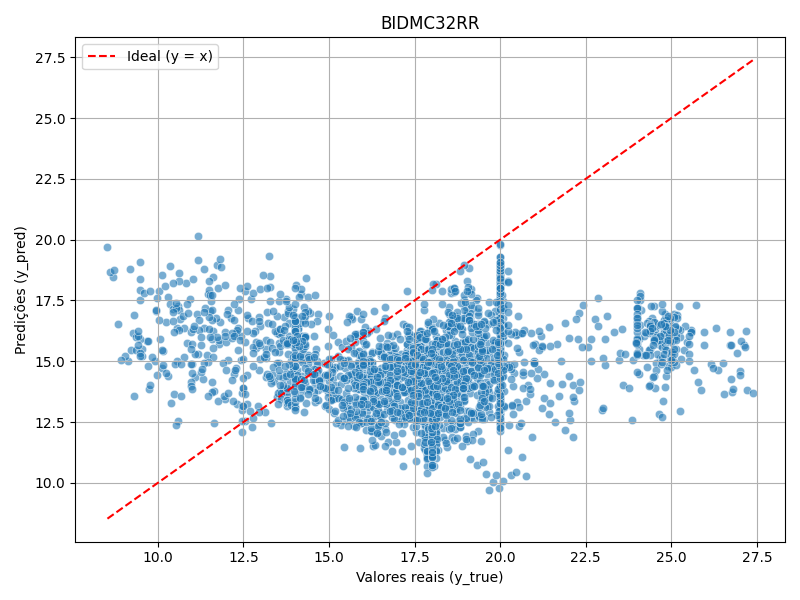 BIDMC32RR
Ideal (y = x)
Predições (y_pred)
27.5
25.0
22.5
20.0
17.5
15.0
12.5
10.0
10.0 12.5 15.0 17.5 20.0 22.5 25.0 27.5
Valores reais (y_true)